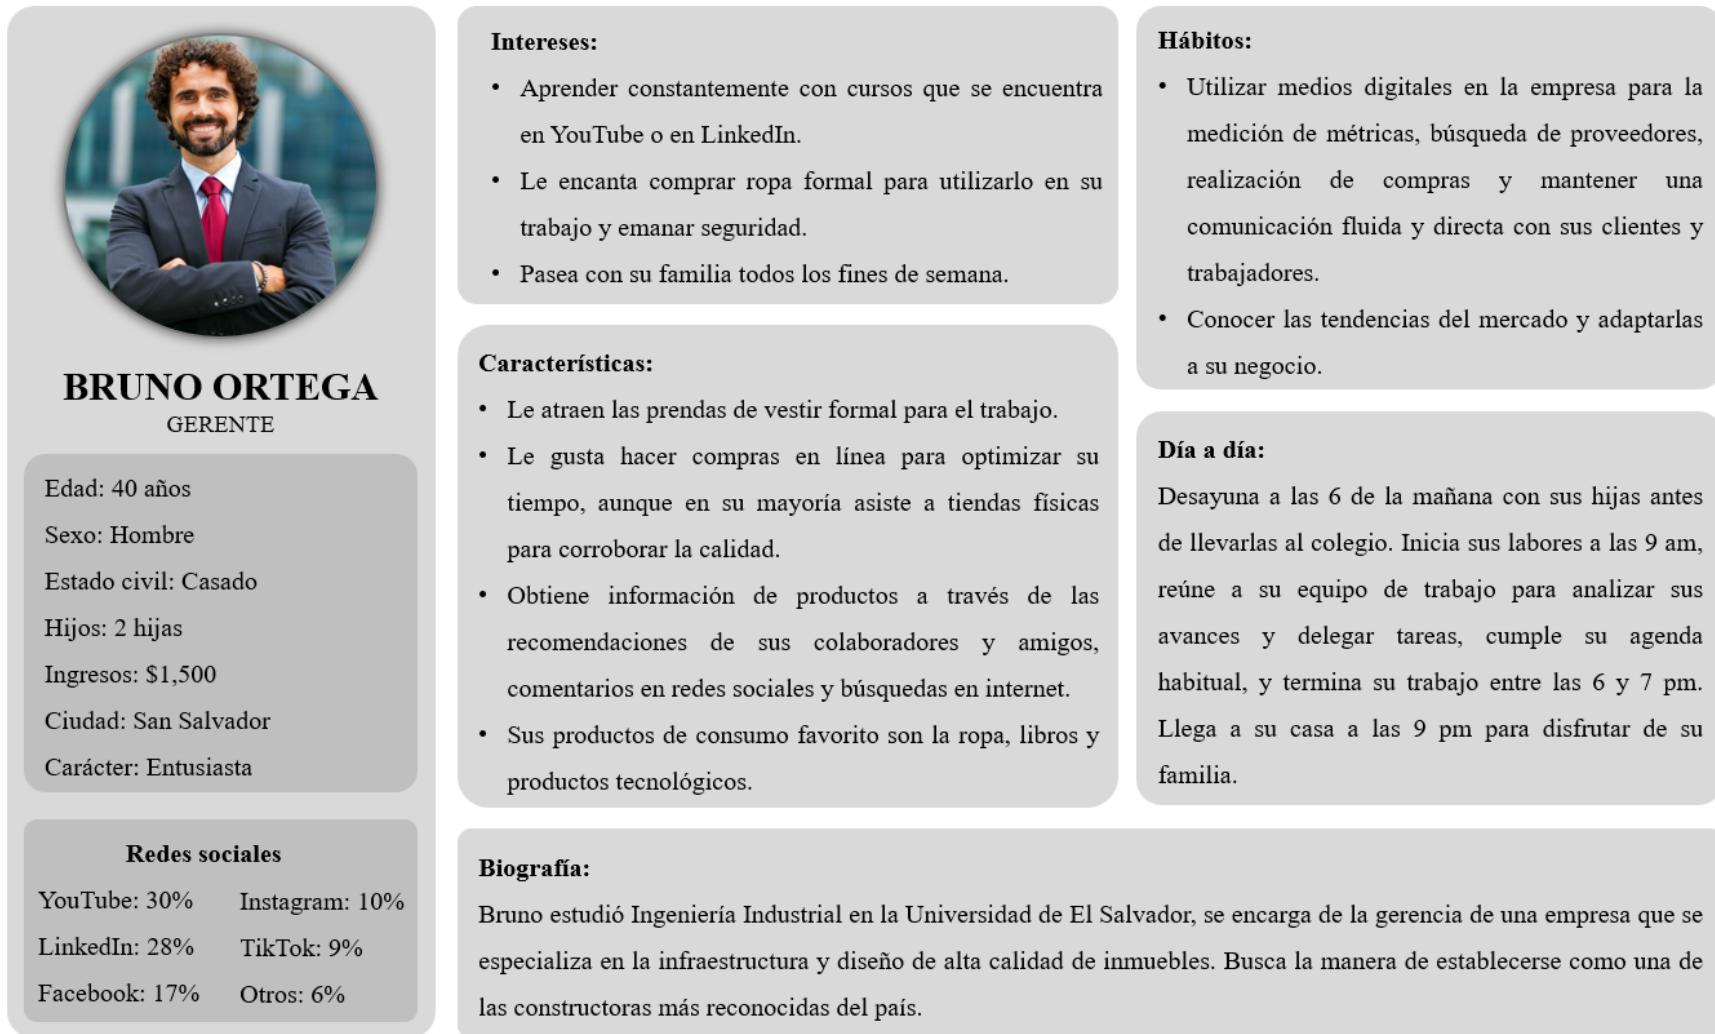 BRUNO ORTEGA
GERENTE
Edad: 40 años
Sexo: Hombre
Estado civil: Casado
Hijos: 2 hijas
Ingresos: $1,500
Ciudad: San Salvador
Carácter: Entusiasta
Redes sociales
YouTube: 30%
LinkedIn: 28%
Facebook: 17%
Instagram: 10%
TikTok: 9%
Otros: 6%
Intereses:
• Aprender constantemente con cursos que se encuentra
en YouTube o en LinkedIn.
• Le encanta comprar ropa formal para utilizarlo en su
trabajo y emanar seguridad.
• Pasea con su familia todos los fines de semana.
Características:
• Le atraen las prendas de vestir formal para el trabajo.
• Le gusta hacer compras en línea para optimizar su
tiempo, aunque en su mayoría asiste a tiendas físicas
para corroborar la calidad.
• Obtiene información de productos a través de las
recomendaciones de sus colaboradores y amigos,
comentarios en redes sociales y búsquedas en internet.
• Sus productos de consumo favorito son la ropa, libros y
productos tecnológicos.
Hábitos:
• Utilizar medios digitales en la empresa para la
medición de métricas, búsqueda de proveedores,
realización de compras y mantener una
comunicación fluida y directa con sus clientes y
trabajadores.
• Conocer las tendencias del mercado y adaptarlas
a su negocio.
Día a día:
Desayuna a las 6 de la mañana con sus hijas antes
de llevarlas al colegio. Inicia sus labores a las 9 am,
reúne a su equipo de trabajo para analizar sus
avances y delegar tareas, cumple su agenda
habitual, y termina su trabajo entre las 6 y 7 pm.
Llega a su casa a las 9 pm para disfrutar de su
familia.
Biografía:
Bruno estudió Ingeniería Industrial en la Universidad de El Salvador, se encarga de la gerencia de una empresa que se
especializa en la infraestructura y diseño de alta calidad de inmuebles. Busca la manera de establecerse como una de
las constructoras más reconocidas del país.